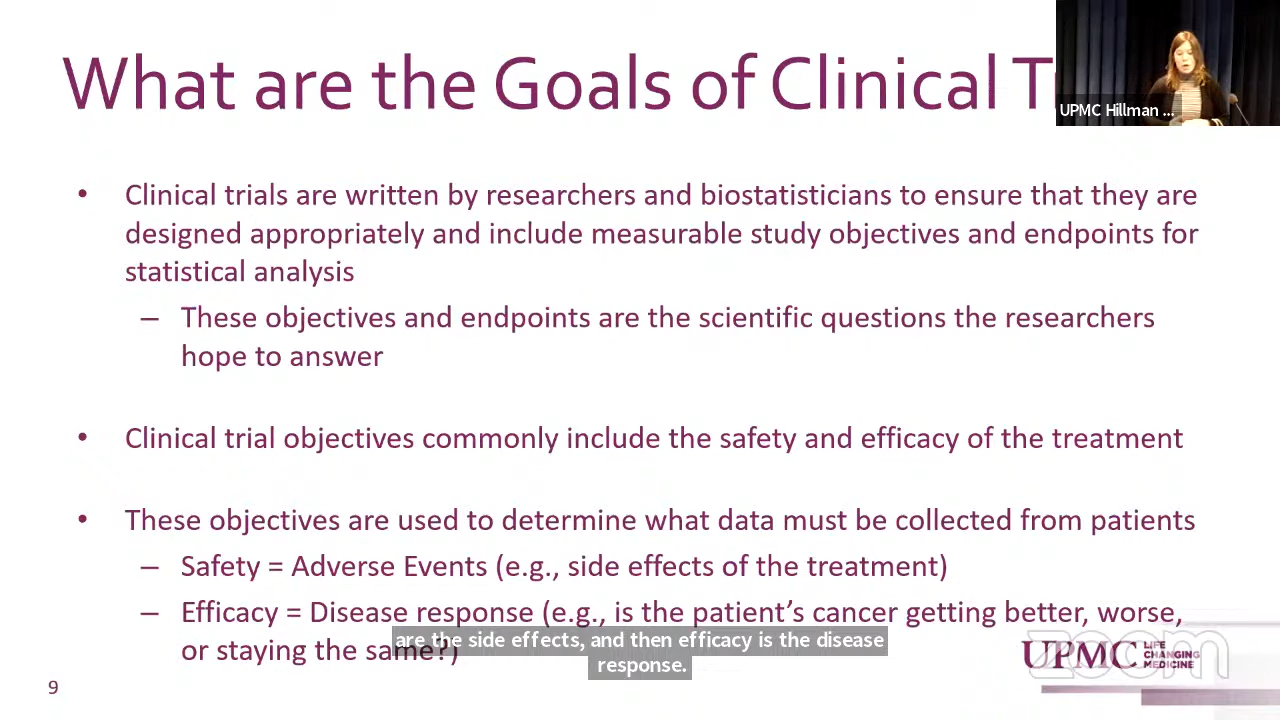 What are the Goals of Clinical T
UPMC Hillman ...
• Clinical trials are written by researchers and biostatisticians to ensure that they are
designed appropriately and include measurable study objectives and endpoints for
statistical analysis
– These objectives and endpoints are the scientific questions the researchers
hope to answer
• Clinical trial objectives commonly include the safety and efficacy of the treatment
• These objectives are used to determine what data must be collected from patients
– Safety = Adverse Events (e.g., side effects of the treatment)
– Efficacy = Disease response (e.g., is the patient’s cancer getting better, worse,
or staying the same?)
are the side effects, and then efficacy is the disease
response.
UPMC LIFE
CHANGING
MEDICINE
zoom
9